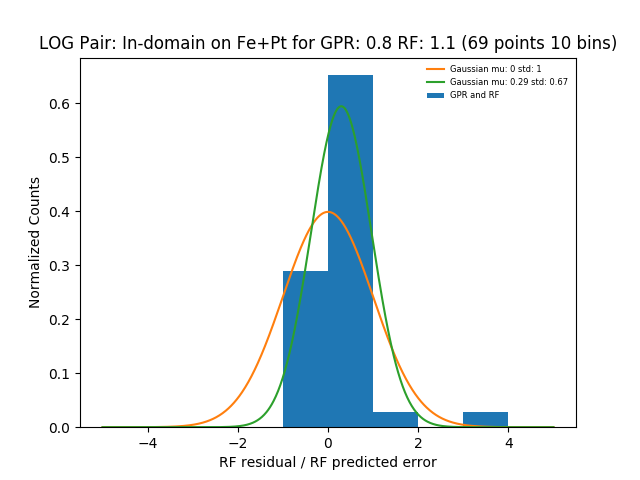 LOG Pair: In-domain on Fe+Pt for GPR: 0.8 RF: 1.1 (69 points 10 bins)
Gaussian mu: 0 std: 1
Gaussian mu: 0.29 std: 0.67
GPR and RF
Normalized Counts
0.6
0.5
0.4
0.3
0.2
0.1
0.0
−4 −2 0 2 4
RF residual / RF predicted error